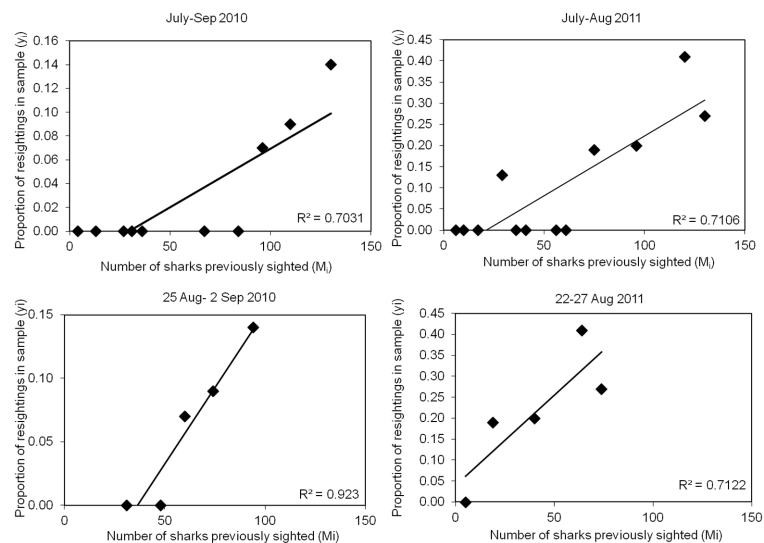 July-Sep 2010
Proportion of resightings in sample (yi)
0.16
0.14
0.12
0.10
0.08
0.06
0.04
0.02
0.00
R² = 0.7031
0 50 100 150
Number of sharks previously sighted (Mi)
July-Aug 2011
Proportion of resightings in sample (yi)
0.45
0.40
0.35
0.30
0.25
0.20
0.15
0.10
0.05
0.00
R² = 0.7106
0 50 100 150
Number of sharks previously sighted (Mi)
25 Aug- 2 Sep 2010
Proportion of resightings in sample (yi)
0.15
0.10
0.05
0.00
R² = 0.923
0 50 100 150
Number of sharks previously sighted (Mi)
22-27 Aug 2011
Proportion of resightings in sample (yi)
0.45
0.40
0.35
0.30
0.25
0.20
0.15
0.10
0.05
0.00
R² = 0.7122
0 50 100 150
Number of sharks previously sighted (Mi)